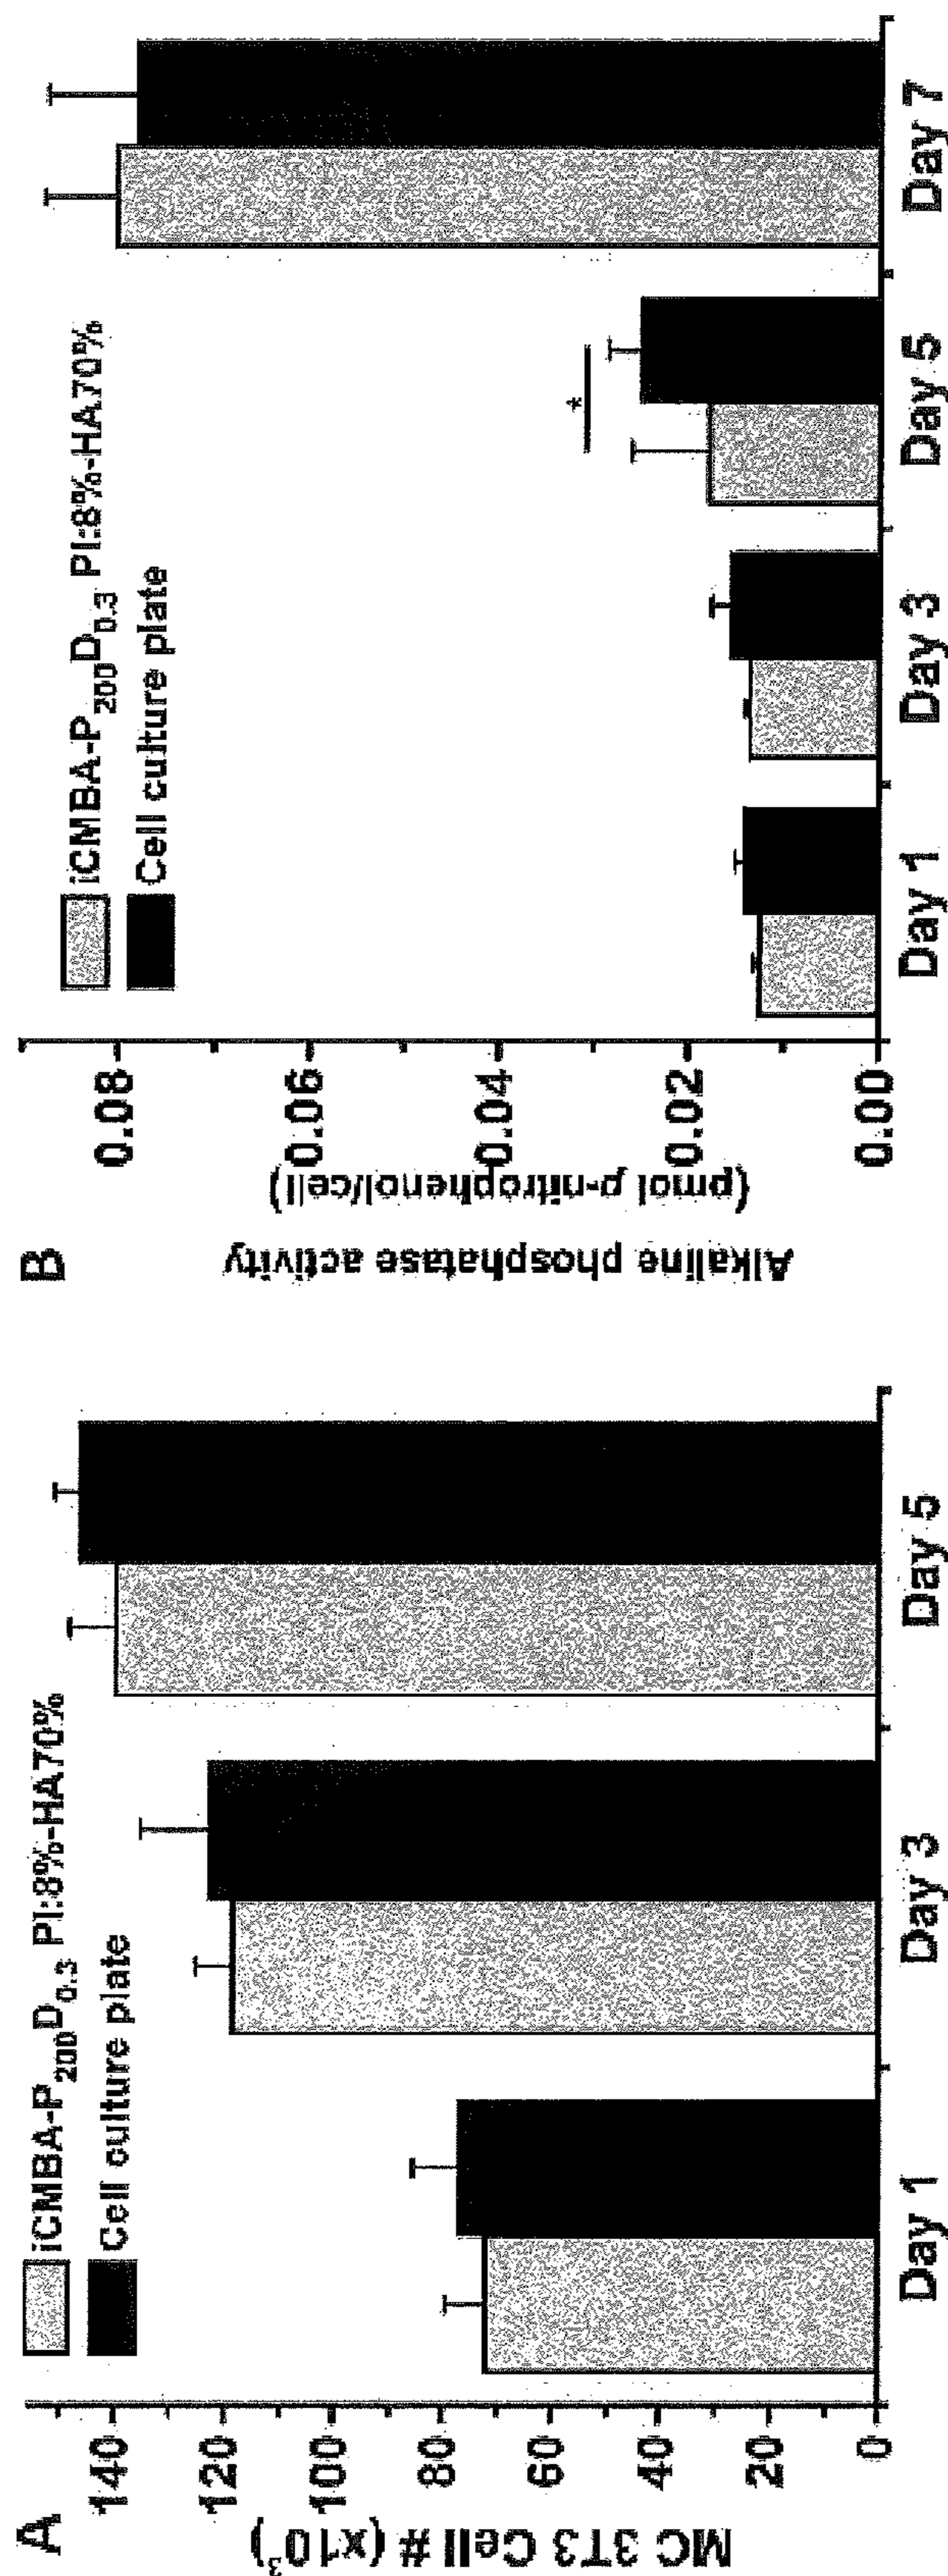 A
iCMBA-P200D0.3 PI:8%-HA70%
Cell culture plate
MC 3T3 Cell # (x10³)
140
120
100
80
60
40
20
0
Day 1
Day 3
Day 5
B
iCMBA-P200D0.3 PI:8%-HA70%
Cell culture plate
Alkaline phosphatase activity
(pmol p-nitrophenol/cell)
0.08
0.06
0.04
0.02
0.00
*
Day 1
Day 3
Day 5
Day 7